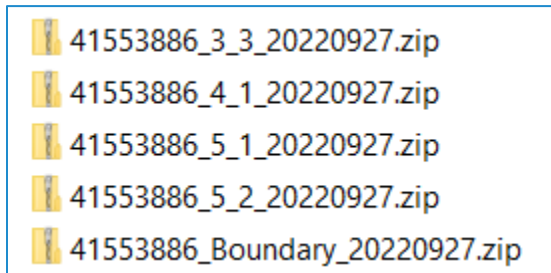 41553886_3_3_20220927.zip
41553886_4_1_20220927.zip
41553886_5_1_20220927.zip
41553886_5_2_20220927.zip
41553886_Boundary_20220927.zip